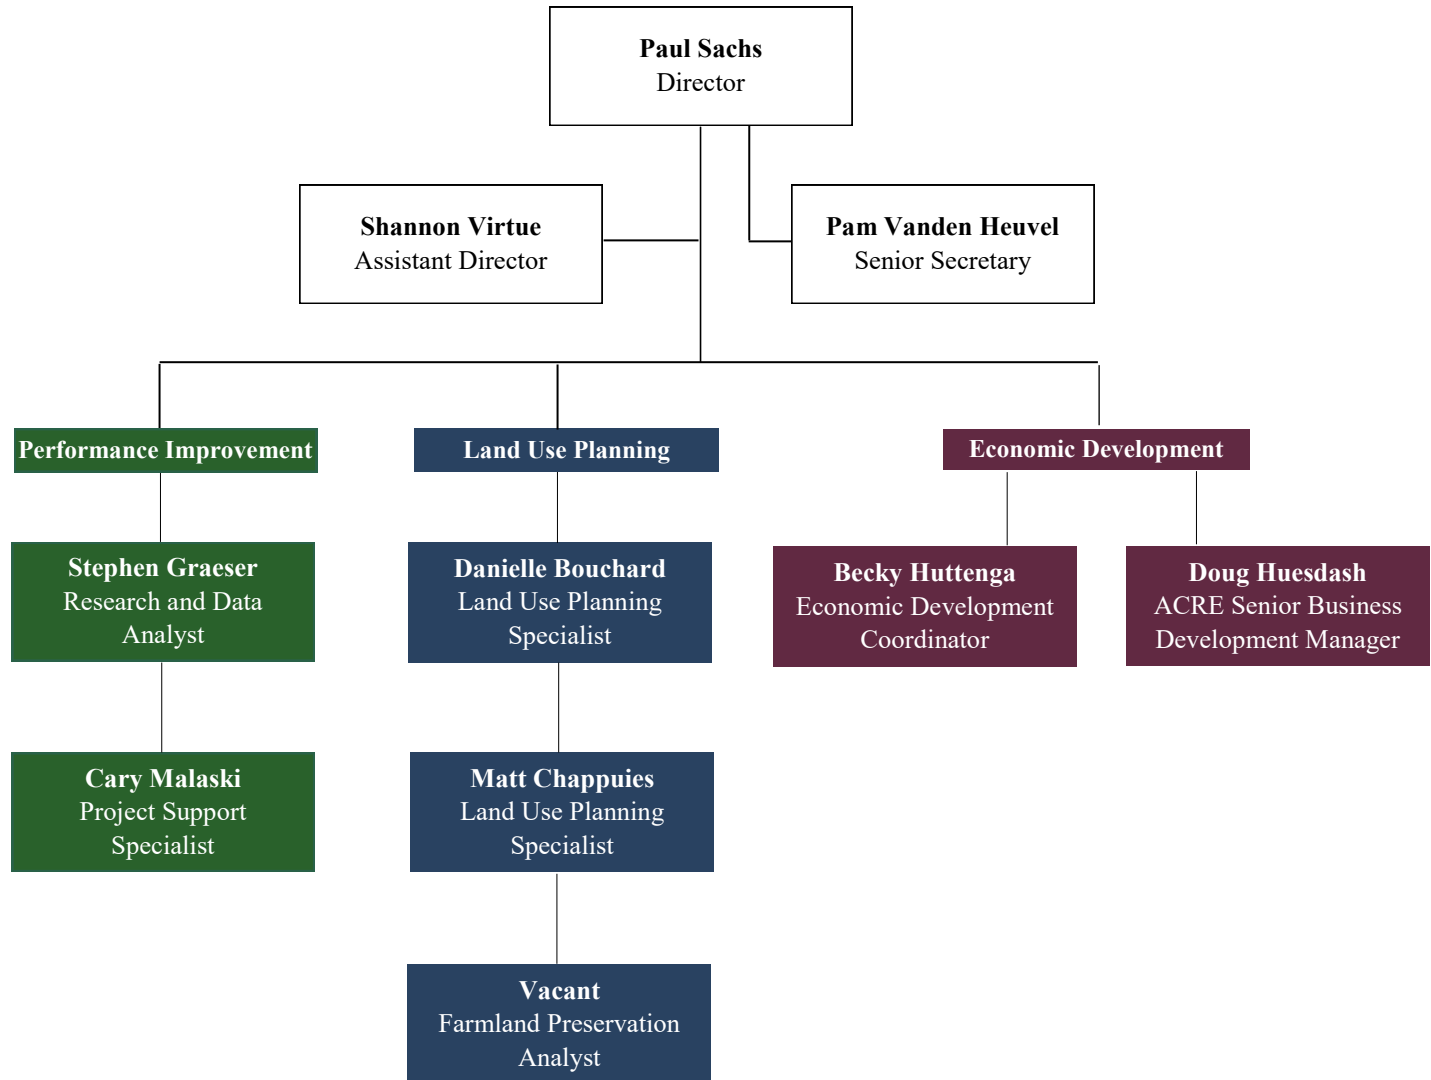 Paul Sachs
Director
Shannon Virtue
Assistant Director
Pam Vanden Heuvel
Senior Secretary
Performance Improvement
Land Use Planning
Economic Development
Stephen Graeser
Research and Data
Analyst
Danielle Bouchard
Land Use Planning
Specialist
Becky Huttenga
Economic Development
Coordinator
Doug Huesdash
ACRE Senior Business
Development Manager
Cary Malaski
Project Support
Specialist
Matt Chappuies
Land Use Planning
Specialist
Vacant
Farmland Preservation
Analyst